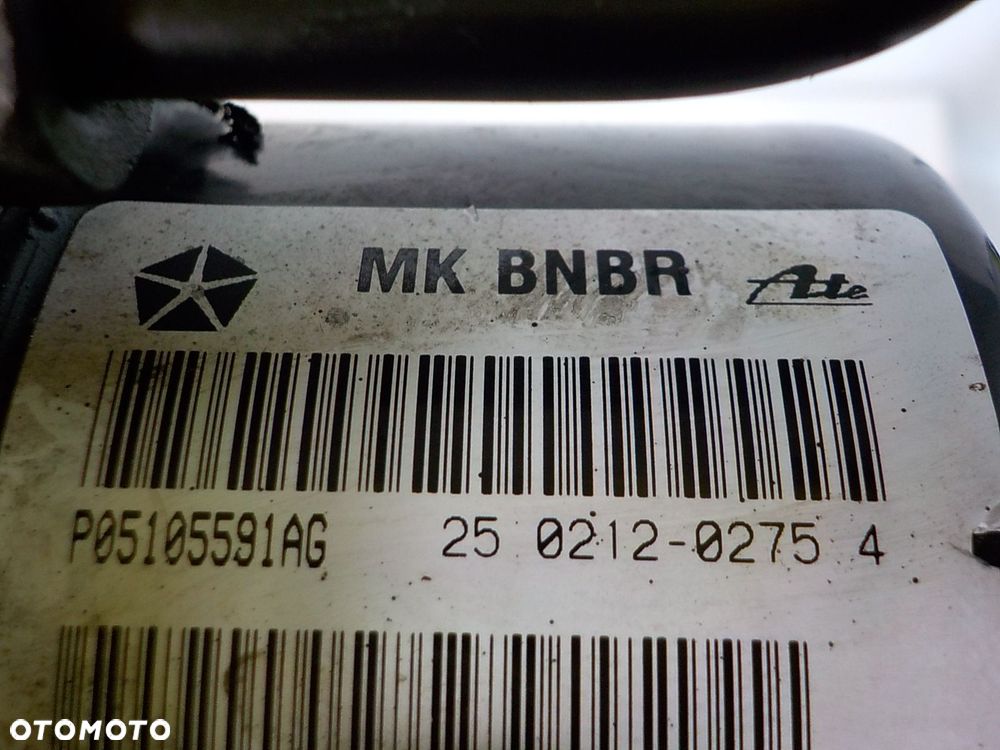 MK BNBR Ate
P05105591AG 25 0212-0275 4
OTOMOTO